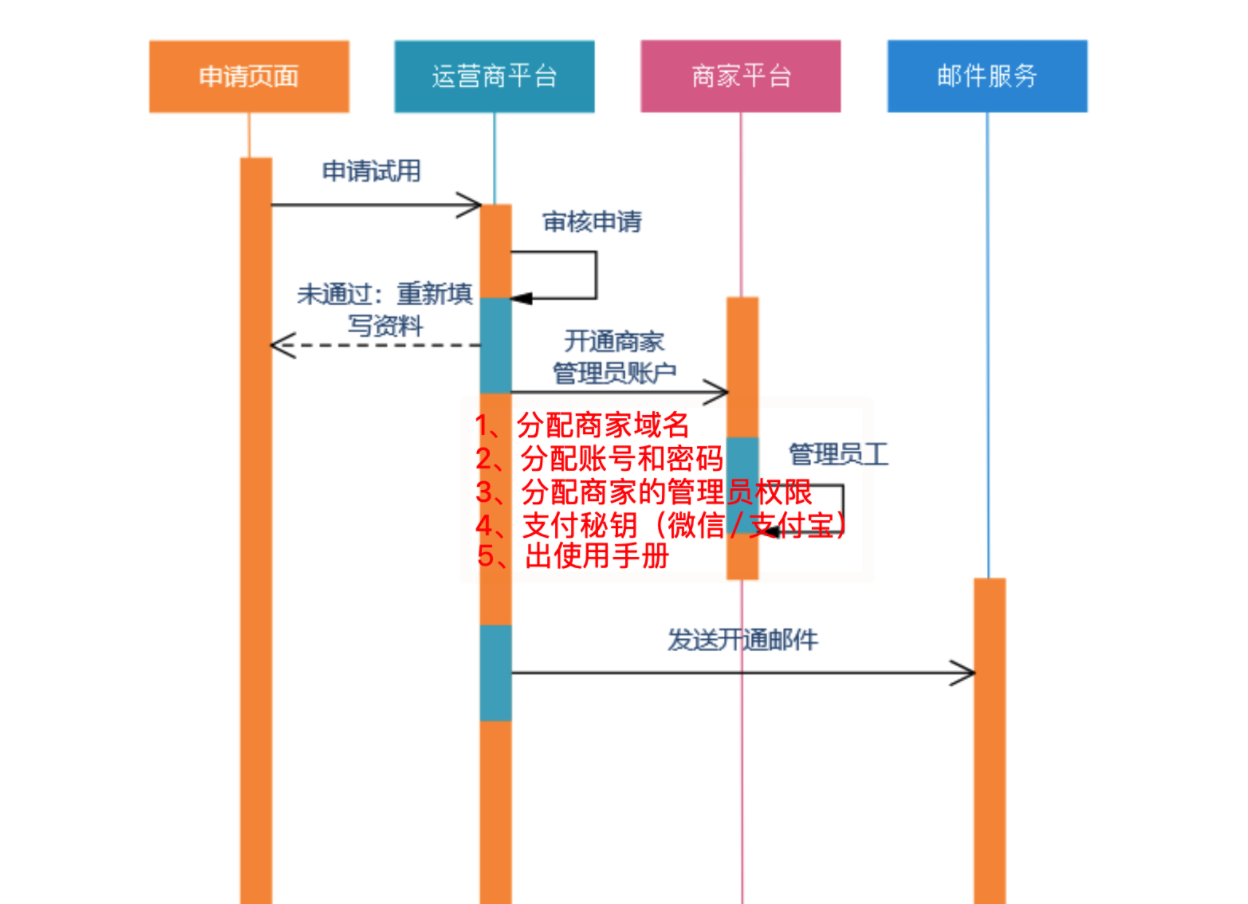 申请页面
运营商平台
商家平台
邮件服务
申请试用
审核申请
未通过：重新填
写资料
开通商家
管理员账户
1、分配商家域名
2、分配账号和密码
3、分配商家的管理员权限
4、支付秘钥（微信/支付宝）
5、出使用手册
管理员工
发送开通邮件